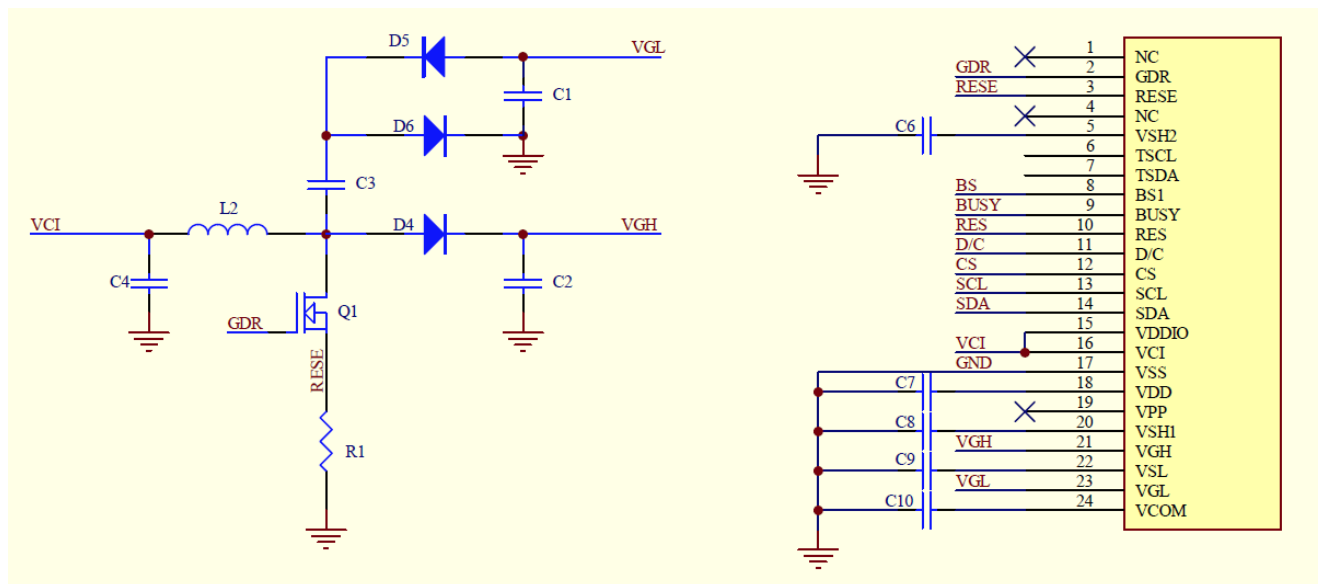 D5
VGL
C1
D6
C3
L2
VCI
D4
VGH
C4
C2
Q1
GDR
RESE
R1
1 NC
GDR 2 GDR
RESE 3 RESE
4 NC
C6 5 VSH2
6 TSCL
7 TSDA
BS 8 BS1
BUSY 9 BUSY
RES 10 RES
D/C 11 D/C
CS 12 CS
SCL 13 SCL
SDA 14 SDA
15 VDDIO
VCI 16 VCI
GND 17 VSS
C7 18 VDD
19 VPP
C8 20 VSH1
VGH 21 VGH
C9 22 VSL
VGL 23 VGL
C10 24 VCOM